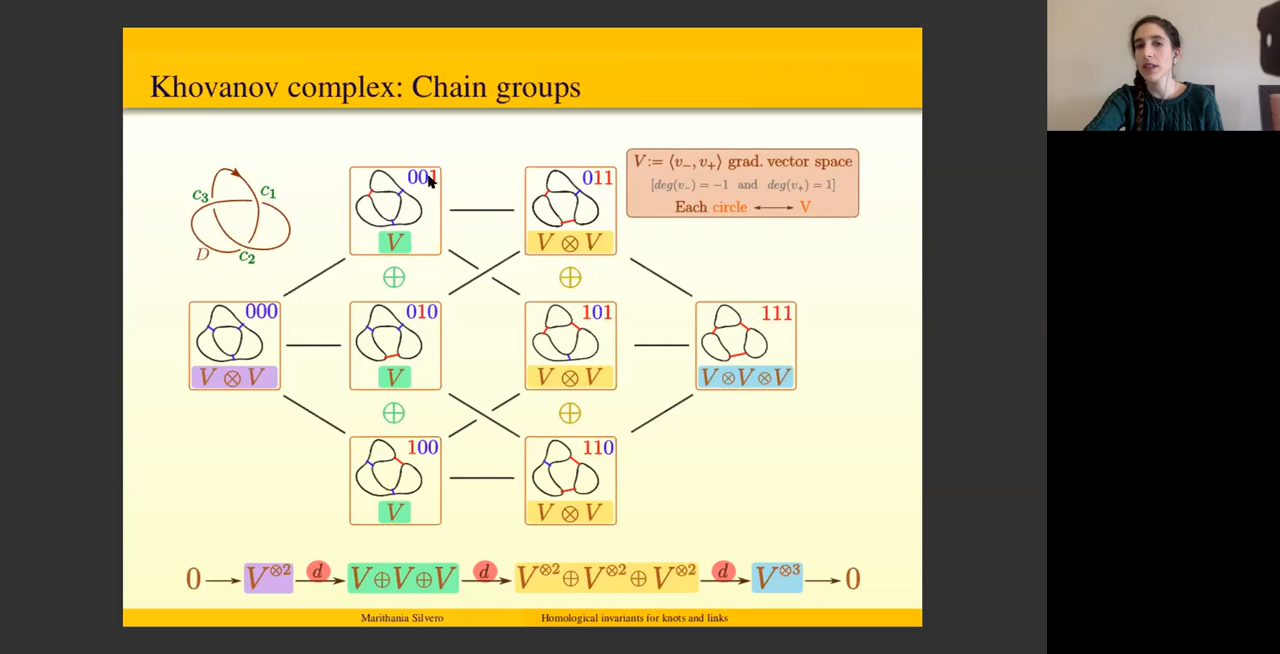 Khovanov complex: Chain groups
V := ⟨v₋, v₊⟩ grad. vector space
[deg(v₋) = −1 and deg(v₊) = 1]
Each circle ⟷ V
c₃
c₁
D
c₂
001
V
011
V ⊗ V
⊕
⊕
000
V ⊗ V
010
V
101
V ⊗ V
111
V⊗V⊗V
⊕
⊕
100
V
110
V ⊗ V
0 → V^⊗2 d → V⊕V⊕V d → V^⊗2 ⊕ V^⊗2 ⊕ V^⊗2 d → V^⊗3 → 0
Marithania Silvero Homological invariants for knots and links